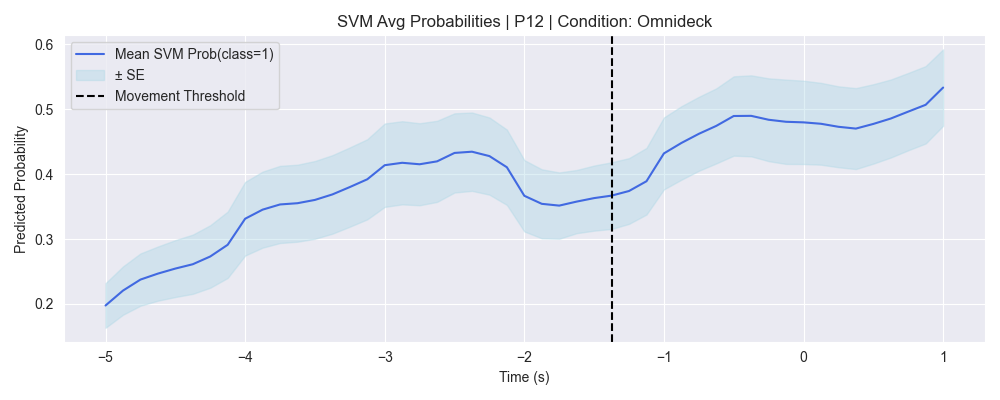 SVM Avg Probabilities | P12 | Condition: Omnideck
Mean SVM Prob(class=1)
± SE
Movement Threshold
Predicted Probability
0.6
0.5
0.4
0.3
0.2
−5 −4 −3 −2 −1 0 1
Time (s)